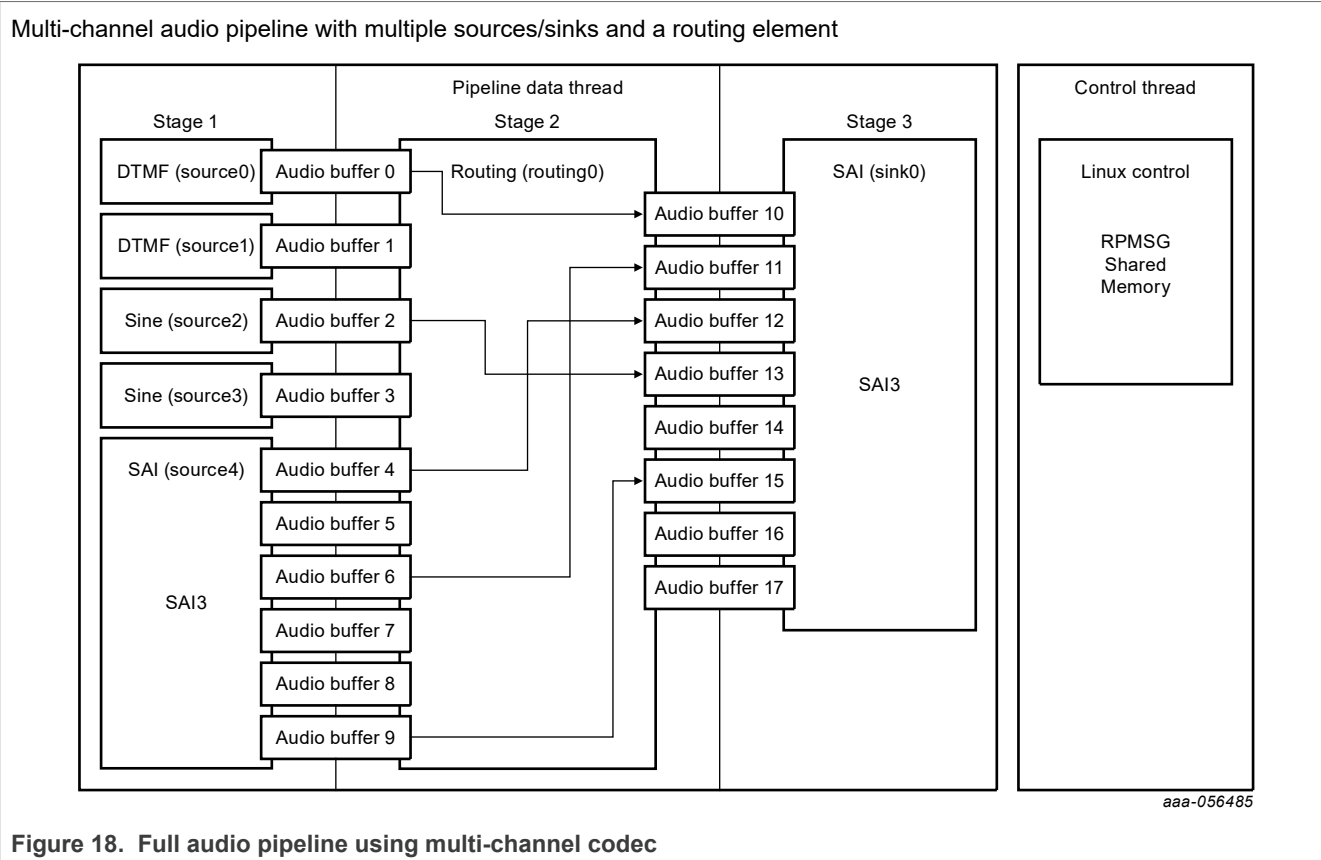 Multi-channel audio pipeline with multiple sources/sinks and a routing element
Pipeline data thread
Control thread
Stage 1
Stage 2
Stage 3
DTMF (source0)
Audio buffer 0
Routing (routing0)
SAI (sink0)
Linux control
Audio buffer 10
DTMF (source1)
Audio buffer 1
RPMSG
Shared
Memory
Audio buffer 11
Sine (source2)
Audio buffer 2
Audio buffer 12
Audio buffer 13
SAI3
Sine (source3)
Audio buffer 3
Audio buffer 14
SAI (source4)
Audio buffer 4
Audio buffer 15
Audio buffer 5
Audio buffer 16
Audio buffer 6
Audio buffer 17
SAI3
Audio buffer 7
Audio buffer 8
Audio buffer 9
aaa-056485
Figure 18. Full audio pipeline using multi-channel codec